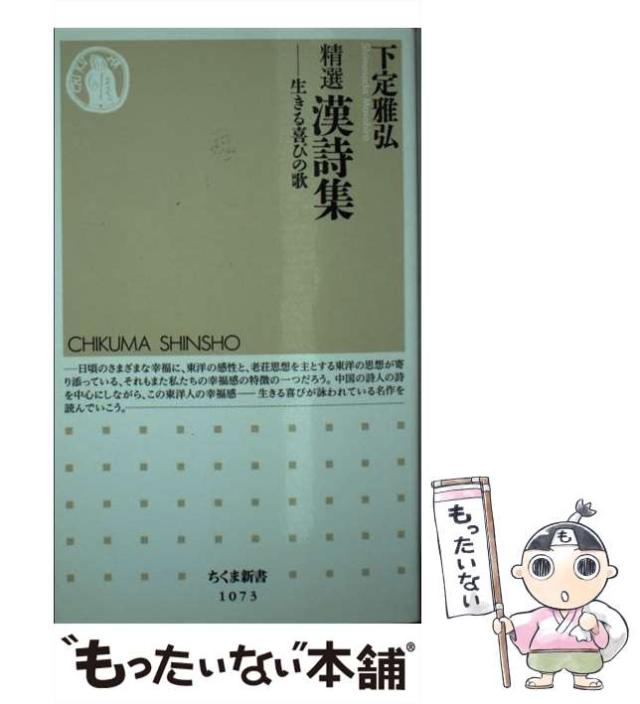 下定雅弘
Shimosada Masahiro
精選 漢詩集
──生きる喜びの歌
CHIKUMA SHINSHO
──日頃のさまざまな幸福に、東洋の感性と、老荘思想を主とする東洋の思想が寄
り添っている、それもまた私たちの幸福感の特徴の一つだろう。中国の詩人の詩
を中心にしながら、この東洋人の幸福感──生きる喜びが詠われている名作を
読んでいこう。
ちくま新書
1073
"もったいない"本舗®
もったいない
も